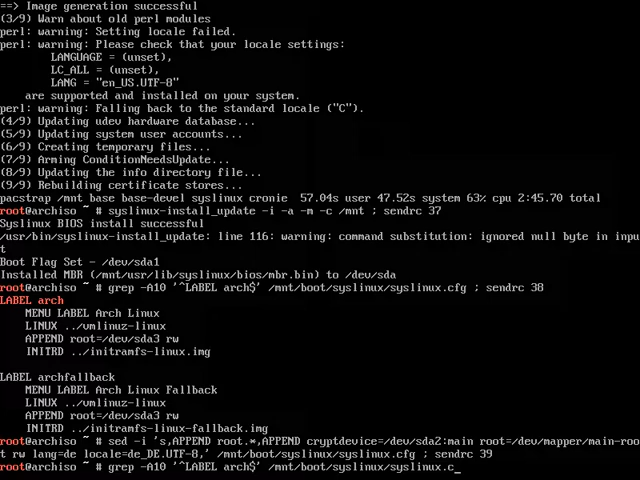 ==> Image generation successful
(3/9) Warn about old perl modules
perl: warning: Setting locale failed.
perl: warning: Please check that your locale settings:
        LANGUAGE = (unset),
        LC_ALL = (unset),
        LANG = "en_US.UTF-8"
    are supported and installed on your system.
perl: warning: Falling back to the standard locale ("C").
(4/9) Updating udev hardware database...
(5/9) Updating system user accounts...
(6/9) Creating temporary files...
(7/9) Arming ConditionNeedsUpdate...
(8/9) Updating the info directory file...
(9/9) Rebuilding certificate stores...
pacstrap /mnt base base-devel syslinux cronie  57.04s user 47.52s system 63% cpu 2:45.70 total
root@archiso ~ # syslinux-install_update -i -a -m -c /mnt ; sendrc 37
Syslinux BIOS install successful
/usr/bin/syslinux-install_update: line 116: warning: command substitution: ignored null byte in inpu
t
Boot Flag Set - /dev/sda1
Installed MBR (/mnt/usr/lib/syslinux/bios/mbr.bin) to /dev/sda
root@archiso ~ # grep -A10 '^LABEL arch$' /mnt/boot/syslinux/syslinux.cfg ; sendrc 38
LABEL arch
    MENU LABEL Arch Linux
    LINUX ../vmlinuz-linux
    APPEND root=/dev/sda3 rw
    INITRD ../initramfs-linux.img

LABEL archfallback
    MENU LABEL Arch Linux Fallback
    LINUX ../vmlinuz-linux
    APPEND root=/dev/sda3 rw
    INITRD ../initramfs-linux-fallback.img
root@archiso ~ # sed -i 's,APPEND root.*,APPEND cryptdevice=/dev/sda2:main root=/dev/mapper/main-roo
t rw lang=de locale=de_DE.UTF-8,' /mnt/boot/syslinux/syslinux.cfg ; sendrc 39
root@archiso ~ # grep -A10 '^LABEL arch$' /mnt/boot/syslinux/syslinux.c_